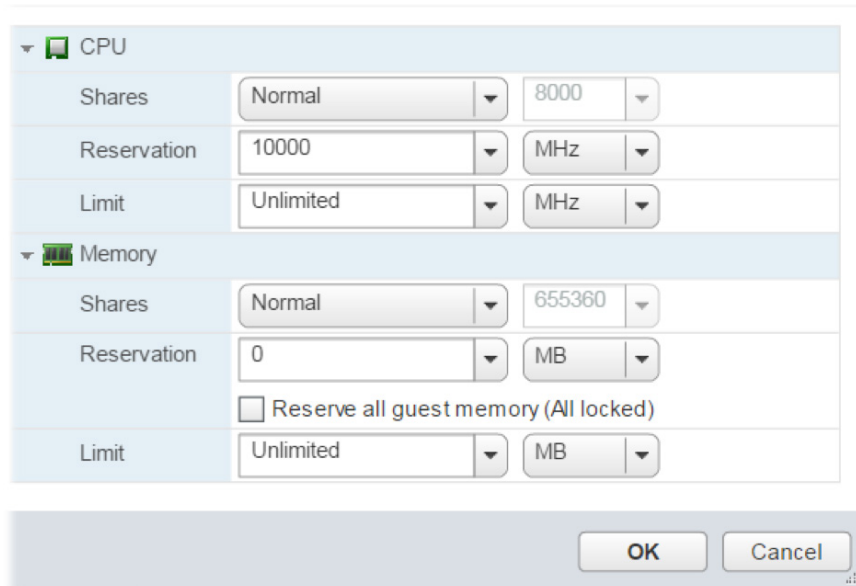 CPU
Shares Normal 8000
Reservation 10000 MHz
Limit Unlimited MHz
Memory
Shares Normal 655360
Reservation 0 MB
Reserve all guest memory (All locked)
Limit Unlimited MB
OK Cancel